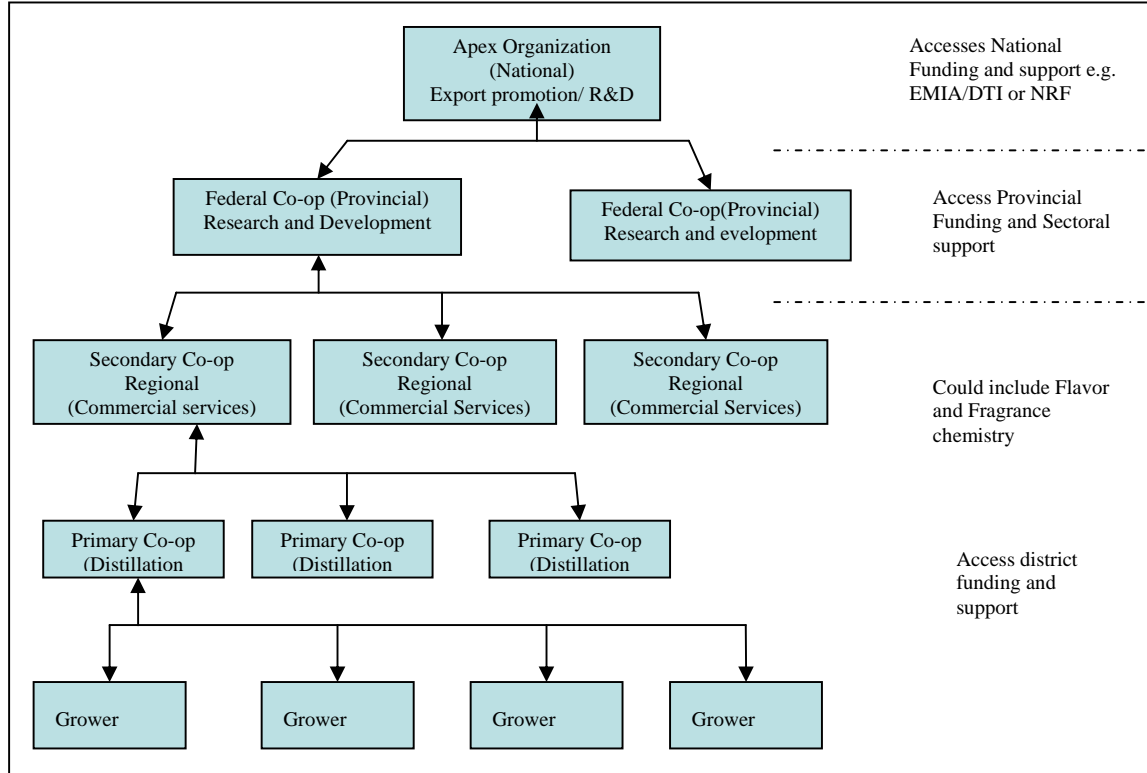 Apex Organization
(National)
Export promotion/ R&D
Accesses National
Funding and support e.g.
EMIA/DTI or NRF
Federal Co-op (Provincial)
Research and Development
Federal Co-op(Provincial)
Research and evelopment
Access Provincial
Funding and Sectoral
support
Secondary Co-op
Regional
(Commercial services)
Secondary Co-op
Regional
(Commercial Services)
Secondary Co-op
Regional
(Commercial Services)
Could include Flavor
and Fragrance
chemistry
Primary Co-op
(Distillation
Primary Co-op
(Distillation
Primary Co-op
(Distillation
Access district
funding and
support
Grower
Grower
Grower
Grower